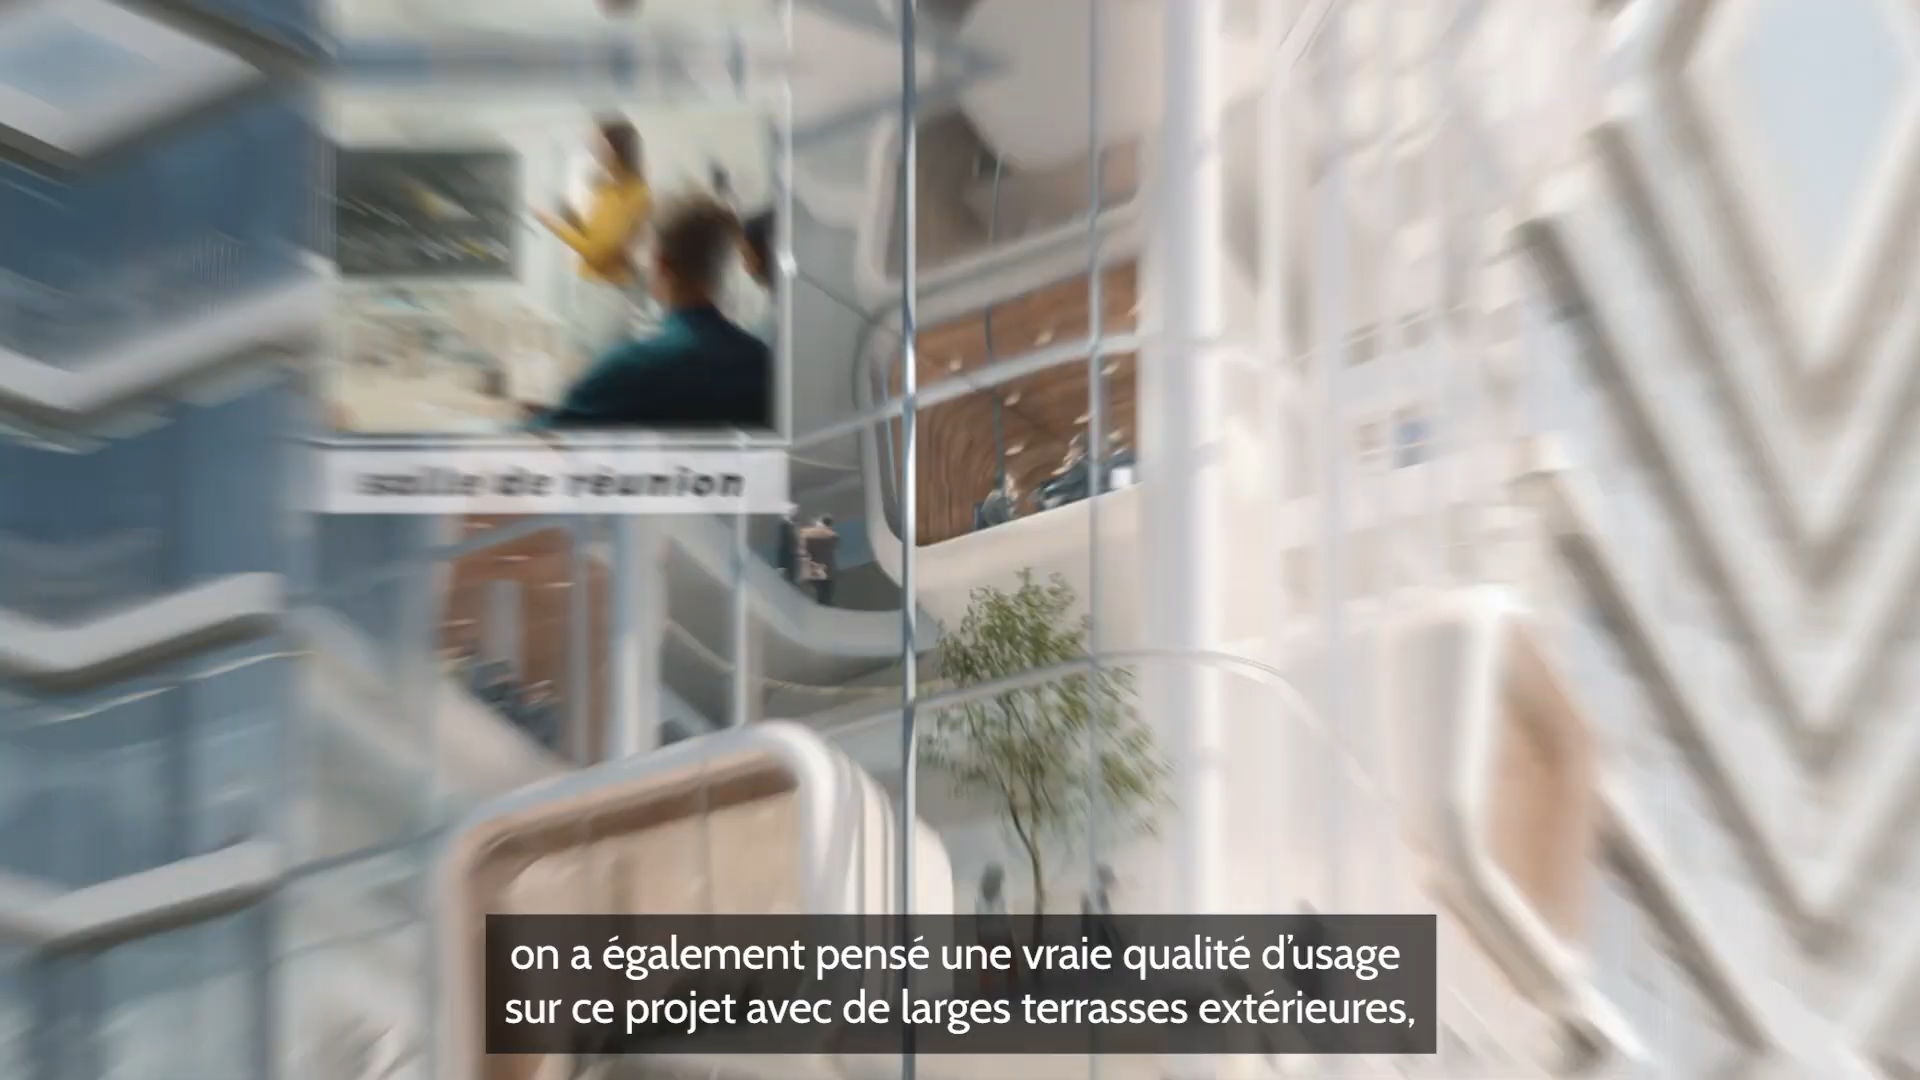 salle de réunion
on a également pensé une vraie qualité d’usage
sur ce projet avec de larges terrasses extérieures,